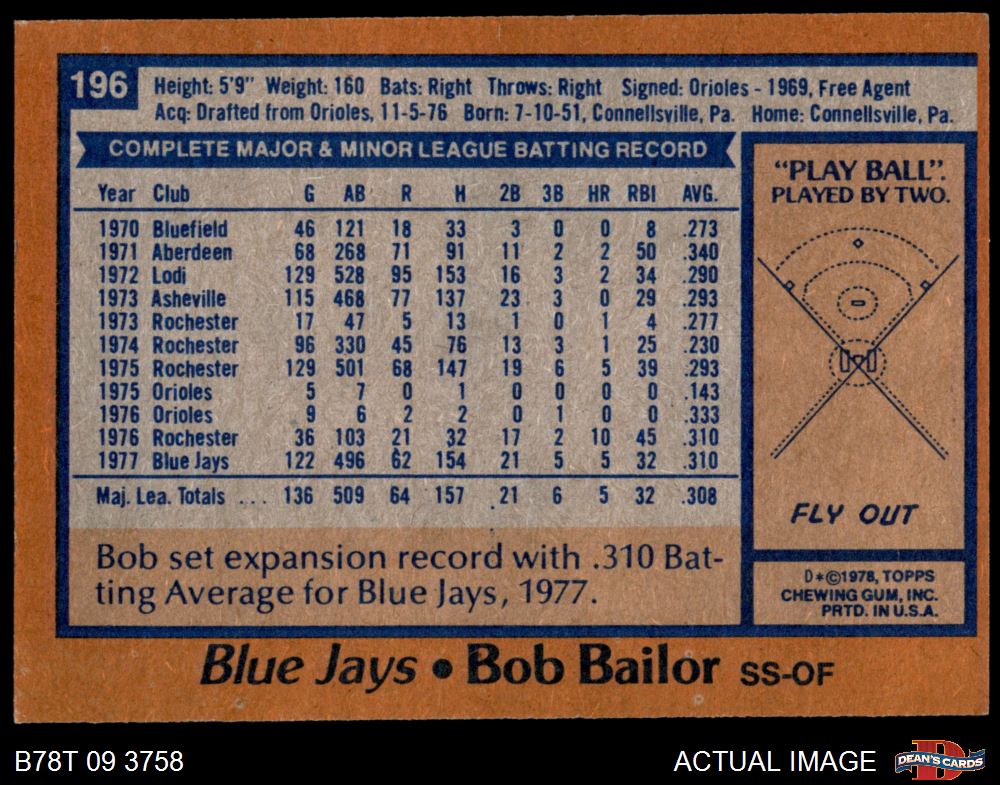 196
Height: 5'9" Weight: 160 Bats: Right Throws: Right Signed: Orioles - 1969, Free Agent
Acq: Drafted from Orioles, 11-5-76 Born: 7-10-51, Connellsville, Pa. Home: Connellsville, Pa.
COMPLETE MAJOR & MINOR LEAGUE BATTING RECORD
Year Club G AB R H 2B 3B HR RBI AVG.
1970 Bluefield 46 121 18 33 3 0 0 8 .273
1971 Aberdeen 68 268 71 91 11 2 2 50 .340
1972 Lodi 129 528 95 153 16 3 2 34 .290
1973 Asheville 115 468 77 137 23 3 0 29 .293
1973 Rochester 17 47 5 13 1 0 1 4 .277
1974 Rochester 96 330 45 76 13 3 1 25 .230
1975 Rochester 129 501 68 147 19 6 5 39 .293
1975 Orioles 5 7 0 1 0 0 0 0 .143
1976 Orioles 9 6 2 2 0 1 0 0 .333
1976 Rochester 36 103 21 32 17 2 10 45 .310
1977 Blue Jays 122 496 62 154 21 5 5 32 .310
Maj. Lea. Totals ... 136 509 64 157 21 6 5 32 .308
Bob set expansion record with .310 Bat-
ting Average for Blue Jays, 1977.
"PLAY BALL".
PLAYED BY TWO.
FLY OUT
D*©1978, TOPPS
CHEWING GUM, INC.
PRTD. IN U.S.A.
Blue Jays • Bob Bailor SS-OF
B78T 09 3758
ACTUAL IMAGE
D
DEAN'S CARDS